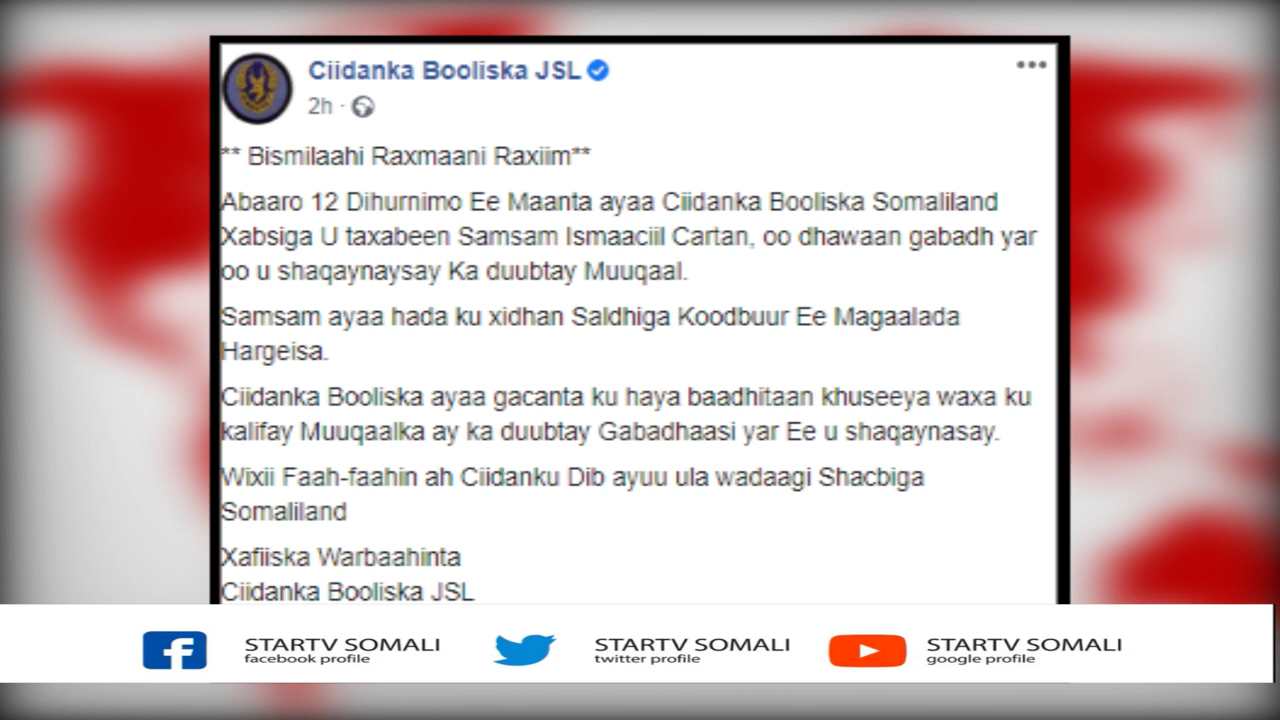 Ciidanka Booliska JSL
2h ·
** Bismilaahi Raxmaani Raxiim**
Abaaro 12 Dihurnimo Ee Maanta ayaa Ciidanka Booliska Somaliland
Xabsiga U taxabeen Samsam Ismaaciil Cartan, oo dhawaan gabadh yar
oo u shaqaynaysay Ka duubtay Muuqaal.
Samsam ayaa hada ku xidhan Saldhiga Koodbuur Ee Magaalada
Hargeisa.
Ciidanka Booliska ayaa gacanta ku haya baadhitaan khuseeya waxa ku
kalifay Muuqaalka ay ka duubtay Gabadhaasi yar Ee u shaqaynasay.
Wixii Faah-faahin ah Ciidanku Dib ayuu ula wadaagi Shacbiga
Somaliland
Xafiiska Warbaahinta
Ciidanka Booliska JSL
STARTV SOMALI
facebook profile
STARTV SOMALI
twitter profile
STARTV SOMALI
google profile